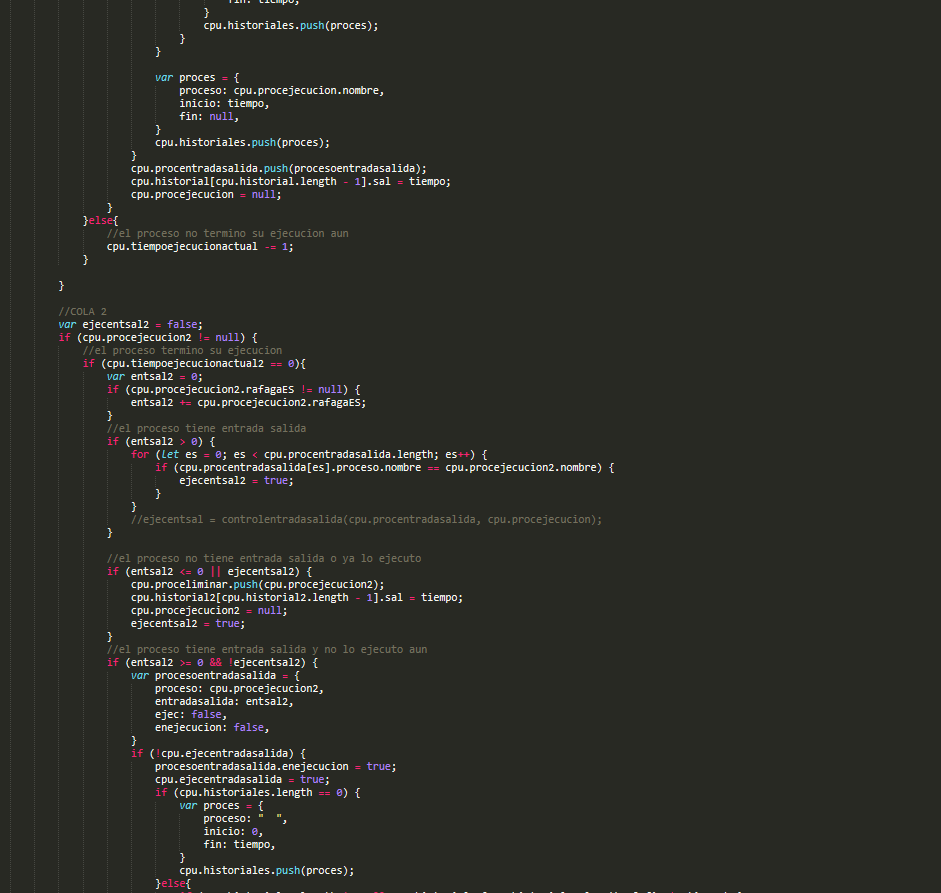 fin: tiempo,
}
cpu.historiales.push(proces);
}
}
var proces = {
proceso: cpu.procejecucion.nombre,
inicio: tiempo,
fin: null,
}
cpu.historiales.push(proces);
}
cpu.procentradasalida.push(procesoentradasalida);
cpu.historial[cpu.historial.length - 1].sal = tiempo;
cpu.procejecucion = null;
}
}else{
//el proceso no termino su ejecucion aun
cpu.tiempoejecucionactual -= 1;
}
}
//COLA 2
var ejecentsal2 = false;
if (cpu.procejecucion2 != null) {
//el proceso termino su ejecucion
if (cpu.tiempoejecucionactual2 == 0){
var entsal2 = 0;
if (cpu.procejecucion2.rafagaES != null) {
entsal2 += cpu.procejecucion2.rafagaES;
}
//el proceso tiene entrada salida
if (entsal2 > 0) {
for (let es = 0; es < cpu.procentradasalida.length; es++) {
if (cpu.procentradasalida[es].proceso.nombre == cpu.procejecucion2.nombre) {
ejecentsal2 = true;
}
}
//ejecentsal = controlentradasalida(cpu.procentradasalida, cpu.procejecucion);
}
//el proceso no tiene entrada salida o ya lo ejecuto
if (entsal2 <= 0 || ejecentsal2) {
cpu.proceliminar.push(cpu.procejecucion2);
cpu.historial2[cpu.historial2.length - 1].sal = tiempo;
cpu.procejecucion2 = null;
ejecentsal2 = true;
}
//el proceso tiene entrada salida y no lo ejecuto aun
if (entsal2 >= 0 && !ejecentsal2) {
var procesoentradasalida = {
proceso: cpu.procejecucion2,
entradasalida: entsal2,
ejec: false,
enejecucion: false,
}
if (!cpu.ejecentradasalida) {
procesoentradasalida.enejecucion = true;
cpu.ejecentradasalida = true;
if (cpu.historiales.length == 0) {
var proces = {
proceso: "  ",
inicio: 0,
fin: tiempo,
}
cpu.historiales.push(proces);
}else{